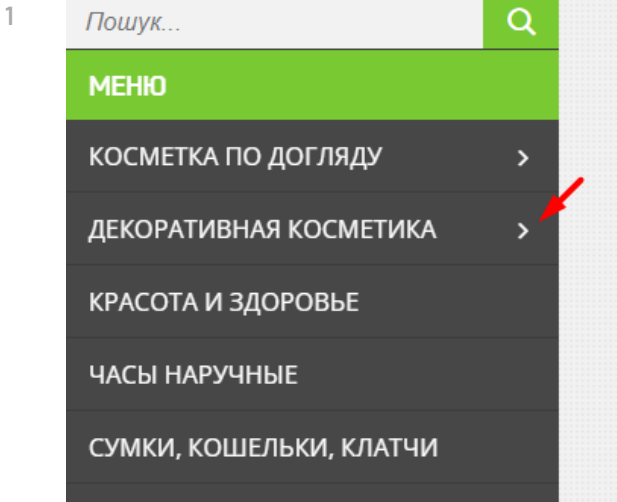 1
Пошук...
МЕНЮ
КОСМЕТКА ПО ДОГЛЯДУ
ДЕКОРАТИВНАЯ КОСМЕТИКА
КРАСОТА И ЗДОРОВЬЕ
ЧАСЫ НАРУЧНЫЕ
СУМКИ, КОШЕЛЬКИ, КЛАТЧИ